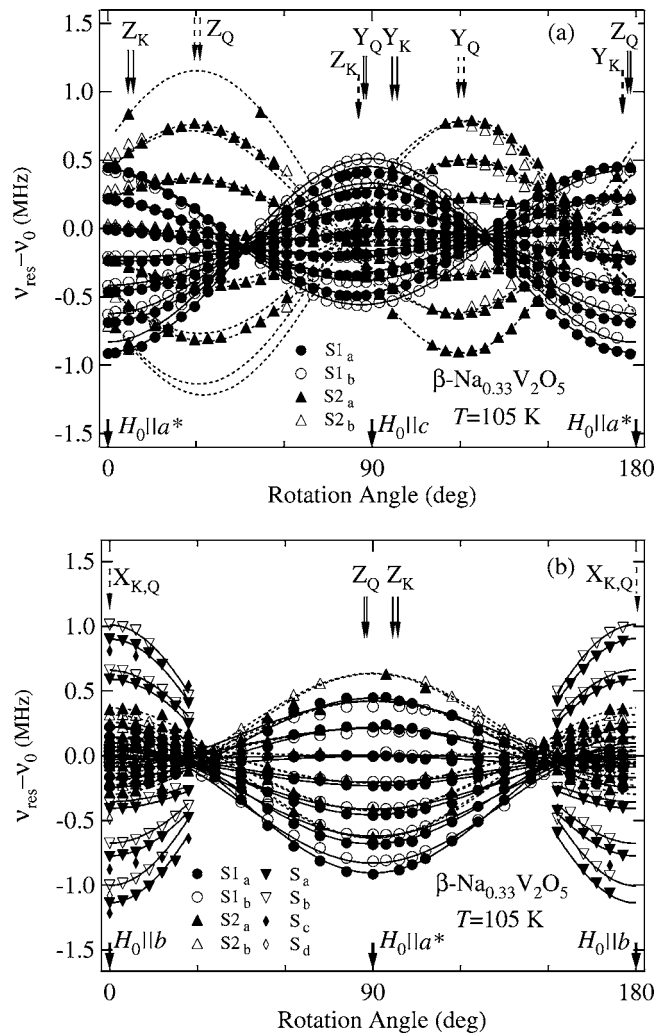 (a)
Z_K
Z_Q
Y_Q
Y_K
Z_K
Y_Q
Z_Q
Y_K
1.5
1.0
0.5
0.0
-0.5
-1.0
-1.5
ν_res−ν_0 (MHz)
S1_a
S1_b
S2_a
S2_b
β-Na_0.33V_2O_5
T=105 K
H_0||a*
H_0||c
H_0||a*
0
90
180
Rotation Angle (deg)
(b)
X_K,Q
Z_Q
Z_K
X_K,Q
1.5
1.0
0.5
0.0
-0.5
-1.0
-1.5
ν_res−ν_0 (MHz)
S1_a
S_a
S1_b
S_b
S2_a
S_c
S2_b
S_d
β-Na_0.33V_2O_5
T=105 K
H_0||b
H_0||a*
H_0||b
0
90
180
Rotation Angle (deg)